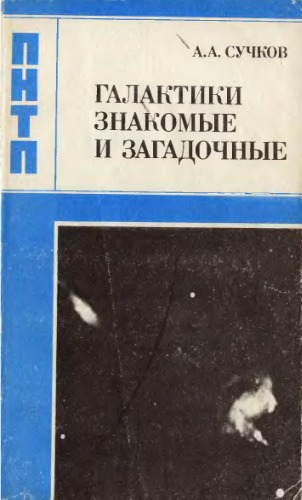 ПНТП
А.А.СУЧКОВ
ГАЛАКТИКИ
ЗНАКОМЫЕ
И ЗАГАДОЧНЫЕ